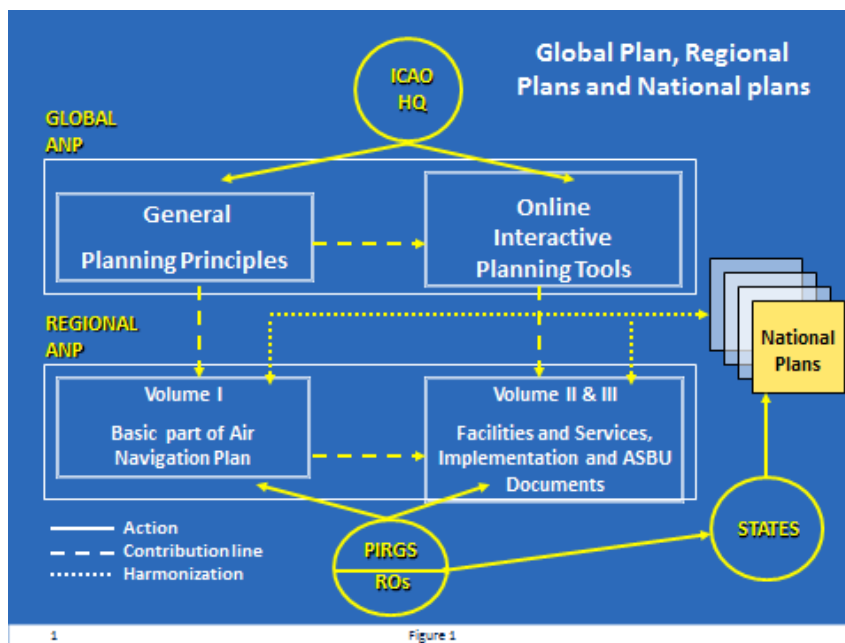 Global Plan, Regional
Plans and National plans
ICAO
HQ
GLOBAL
ANP
General
Planning Principles
Online
Interactive
Planning Tools
REGIONAL
ANP
National
Plans
Volume I
Basic part of Air
Navigation Plan
Volume II & III
Facilities and Services,
Implementation and ASBU
Documents
Action
Contribution line
Harmonization
PIRGS
ROs
STATES
1
Figure 1